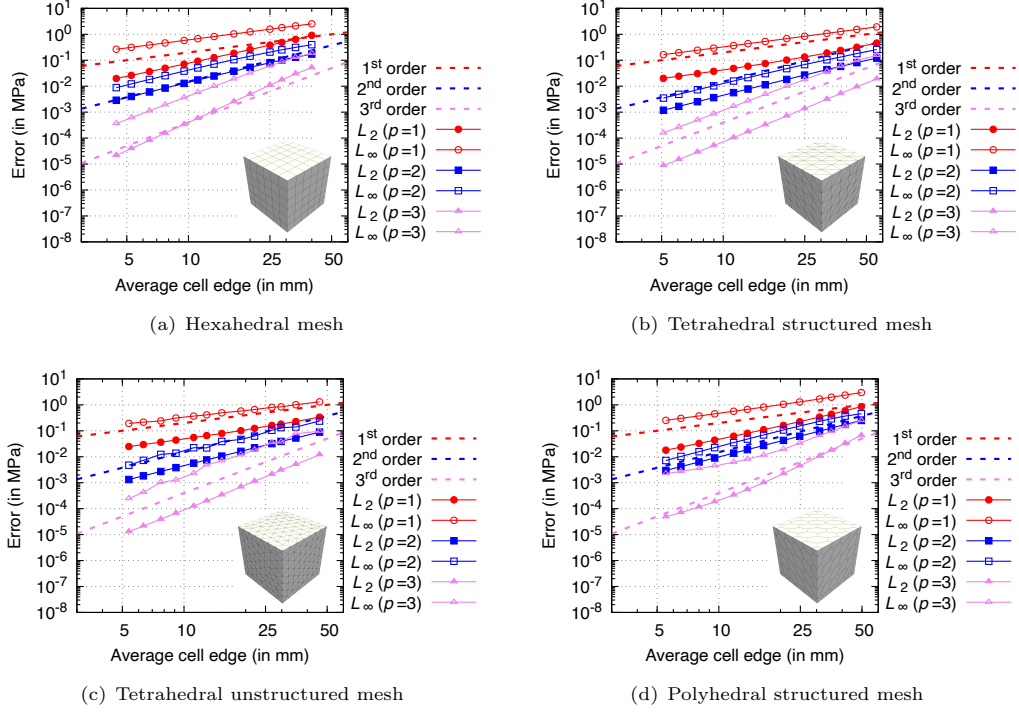 Error (in MPa)
10^1
10^0
10^-1
10^-2
10^-3
10^-4
10^-5
10^-6
10^-7
10^-8
5 10 25 50
Average cell edge (in mm)
1st order
2nd order
3rd order
L2 (p=1)
L∞ (p=1)
L2 (p=2)
L∞ (p=2)
L2 (p=3)
L∞ (p=3)
(a) Hexahedral mesh
Error (in MPa)
10^1
10^0
10^-1
10^-2
10^-3
10^-4
10^-5
10^-6
10^-7
10^-8
5 10 25 50
Average cell edge (in mm)
1st order
2nd order
3rd order
L2 (p=1)
L∞ (p=1)
L2 (p=2)
L∞ (p=2)
L2 (p=3)
L∞ (p=3)
(b) Tetrahedral structured mesh
Error (in MPa)
10^1
10^0
10^-1
10^-2
10^-3
10^-4
10^-5
10^-6
10^-7
10^-8
5 10 25 50
Average cell edge (in mm)
1st order
2nd order
3rd order
L2 (p=1)
L∞ (p=1)
L2 (p=2)
L∞ (p=2)
L2 (p=3)
L∞ (p=3)
(c) Tetrahedral unstructured mesh
Error (in MPa)
10^1
10^0
10^-1
10^-2
10^-3
10^-4
10^-5
10^-6
10^-7
10^-8
5 10 25 50
Average cell edge (in mm)
1st order
2nd order
3rd order
L2 (p=1)
L∞ (p=1)
L2 (p=2)
L∞ (p=2)
L2 (p=3)
L∞ (p=3)
(d) Polyhedral structured mesh